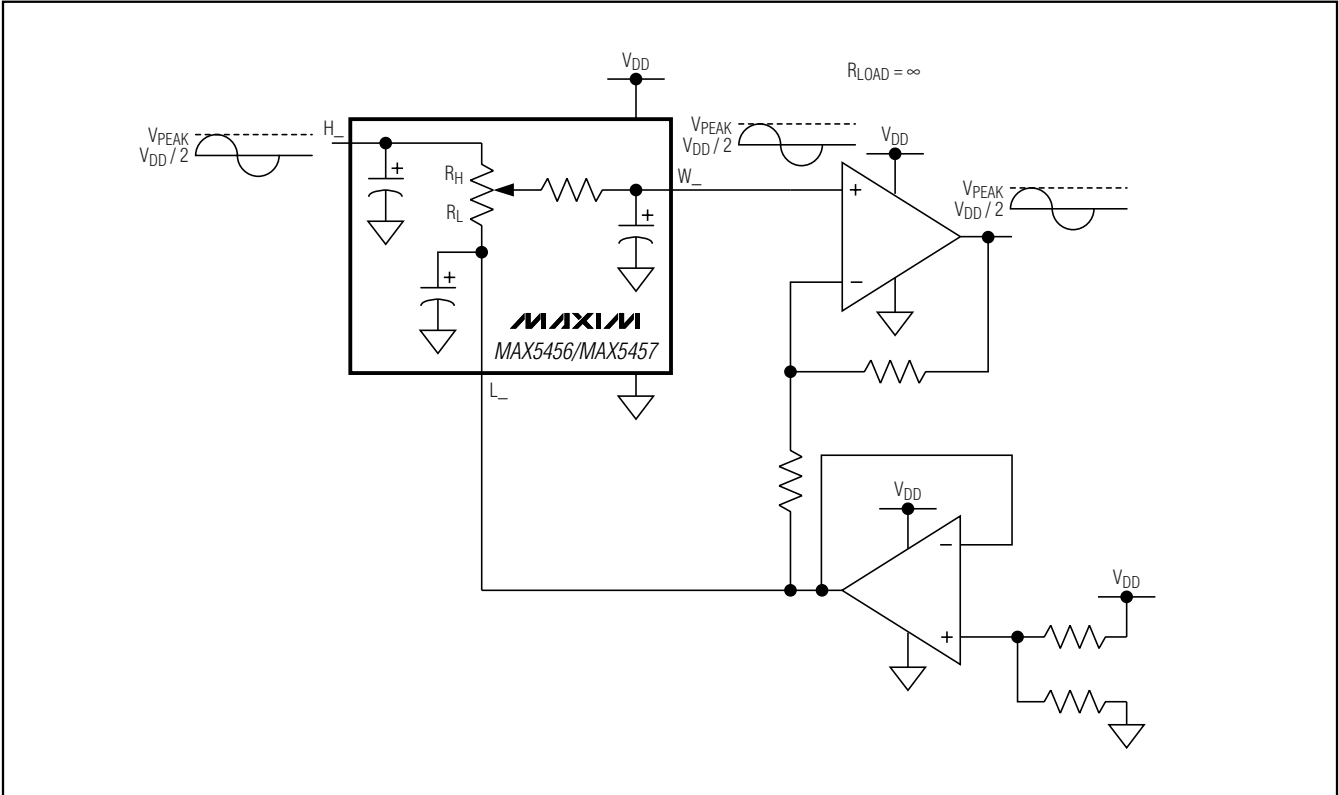 VDD
RLOAD = ∞
VPEAK
VDD / 2
H_
+
RH
RL
+
+
W_
VPEAK
VDD / 2
VDD
+
−
VPEAK
VDD / 2
MAXIM
MAX5456/MAX5457
L_
VDD
−
+
VDD